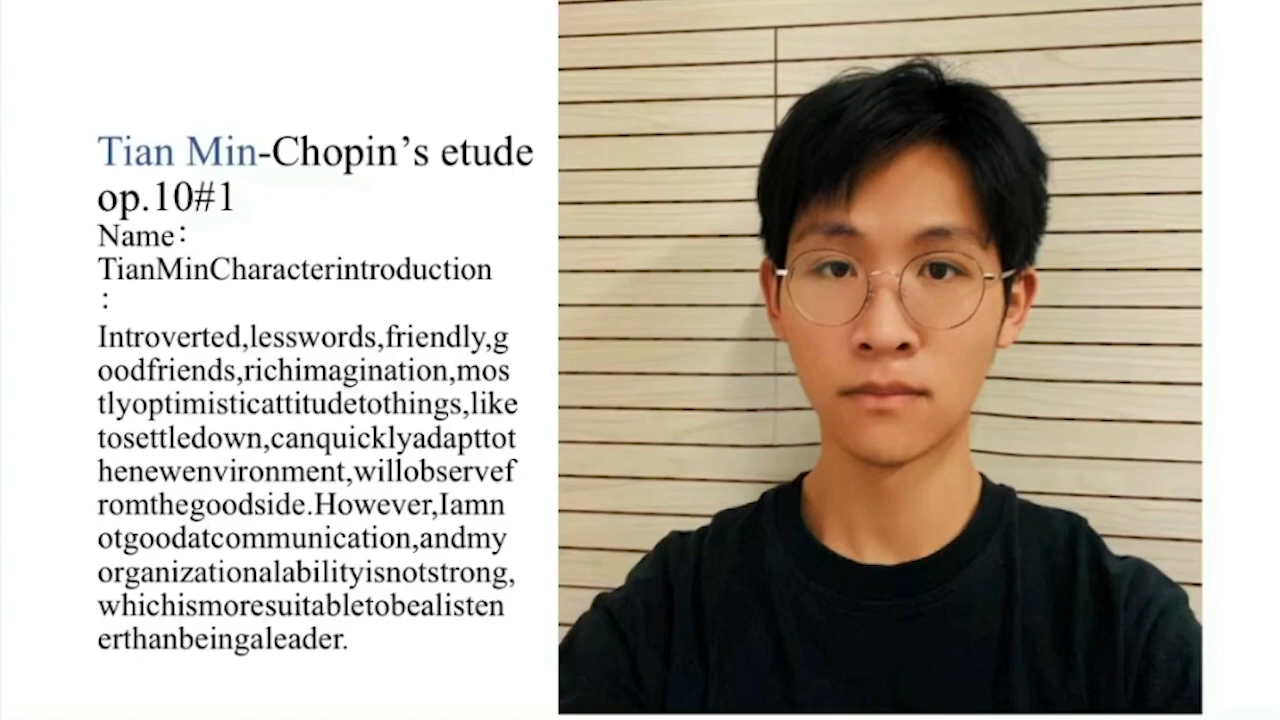 Tian Min-Chopin’s etude
op.10#1
Name：
TianMinCharacterintroduction
：
Introverted,lesswords,friendly,g
oodfriends,richimagination,mos
tlyoptimisticattitudetothings,like
tosettledown,canquicklyadapttot
henewenvironment,willobservef
romthegoodside.However,Iamn
otgoodatcommunication,andmy
organizationalabilityisnotstrong,
whichismoresuitabletobealisten
erthanbeingaleader.